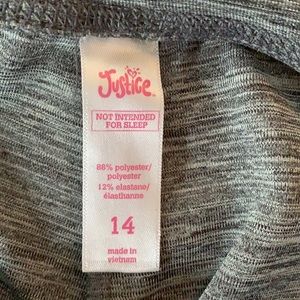 Justice
NOT INTENDED
FOR SLEEP
88% polyester/
polyester
12% elastane/
élasthanne
14
made in
vietnam